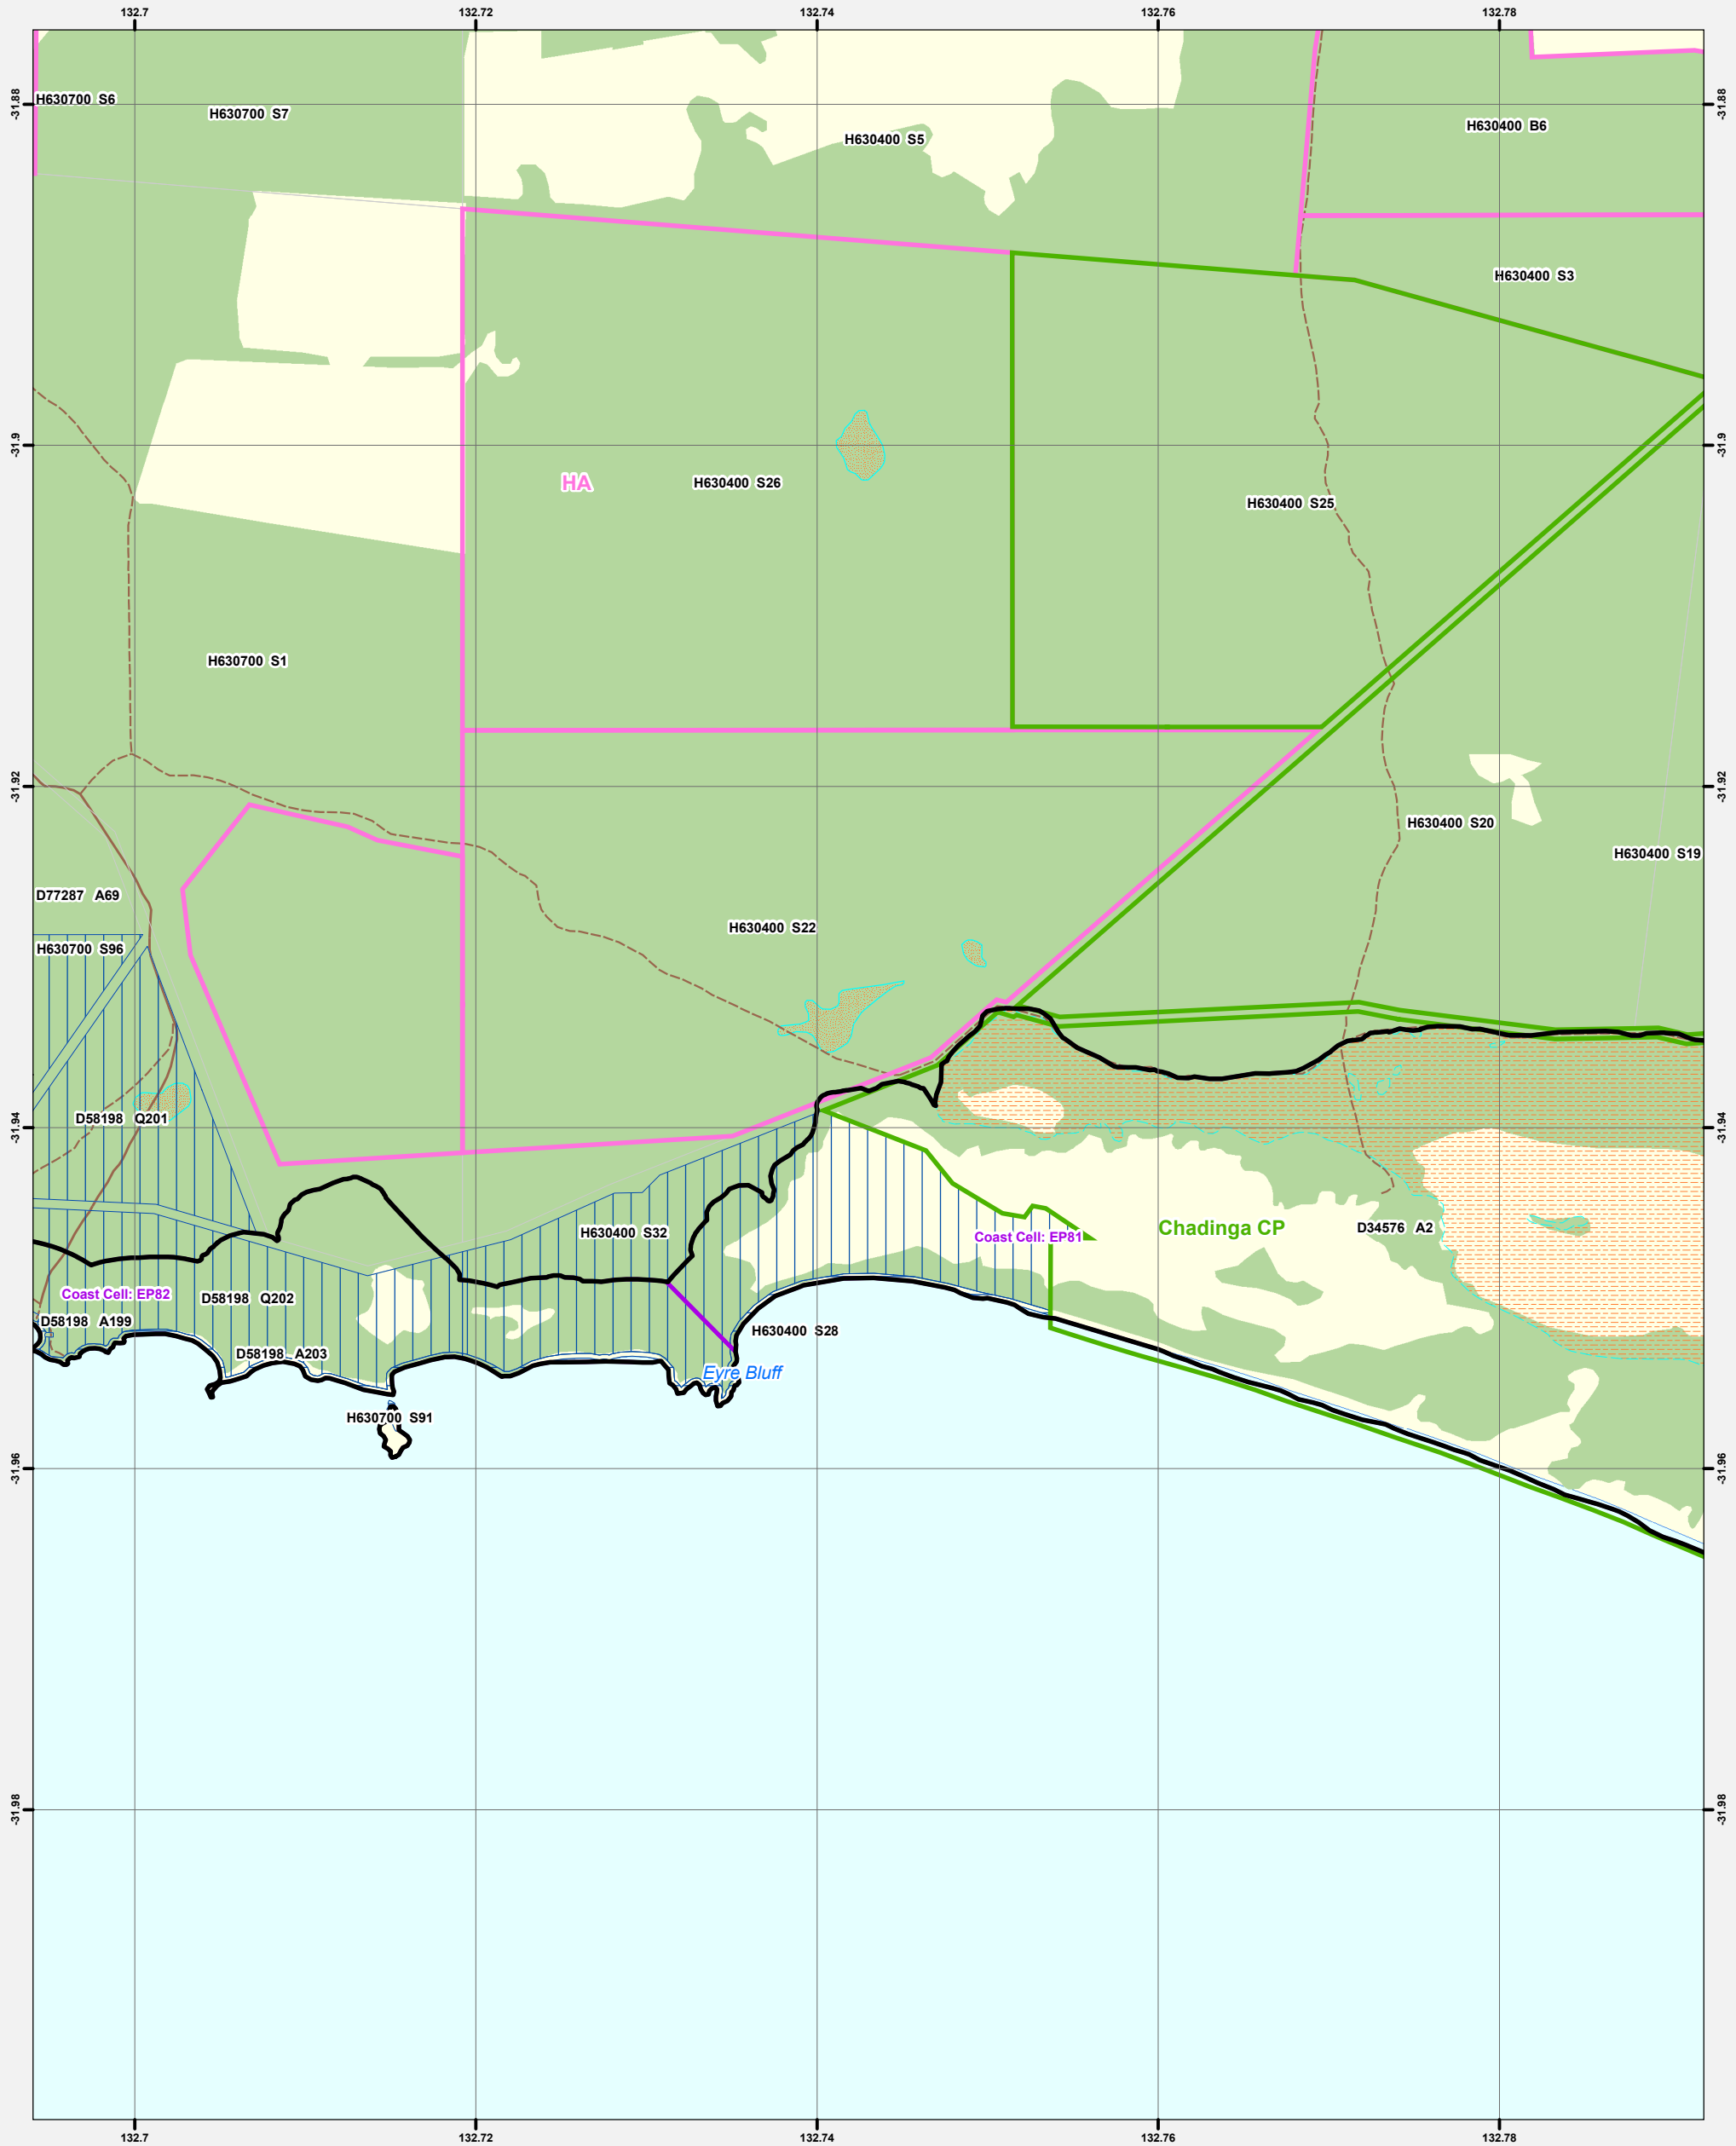 132.7 132.72 132.74 132.76 132.78
-31.88 -31.88
H630700 S6
H630700 S7
H630400 S5
H630400 B6
H630400 S3
-31.9 -31.9
HA
H630400 S26
H630400 S25
H630700 S1
-31.92 -31.92
H630400 S20
H630400 S19
D77287 A69
H630400 S22
H630700 S96
D58198 Q201
-31.94 -31.94
H630400 S32
Coast Cell: EP81
Chadinga CP
D34576 A2
Coast Cell: EP82
D58198 Q202
D58198 A199
H630400 S28
D58198 A203
Eyre Bluff
H630700 S91
-31.96 -31.96
-31.98 -31.98
132.7 132.72 132.74 132.76 132.78